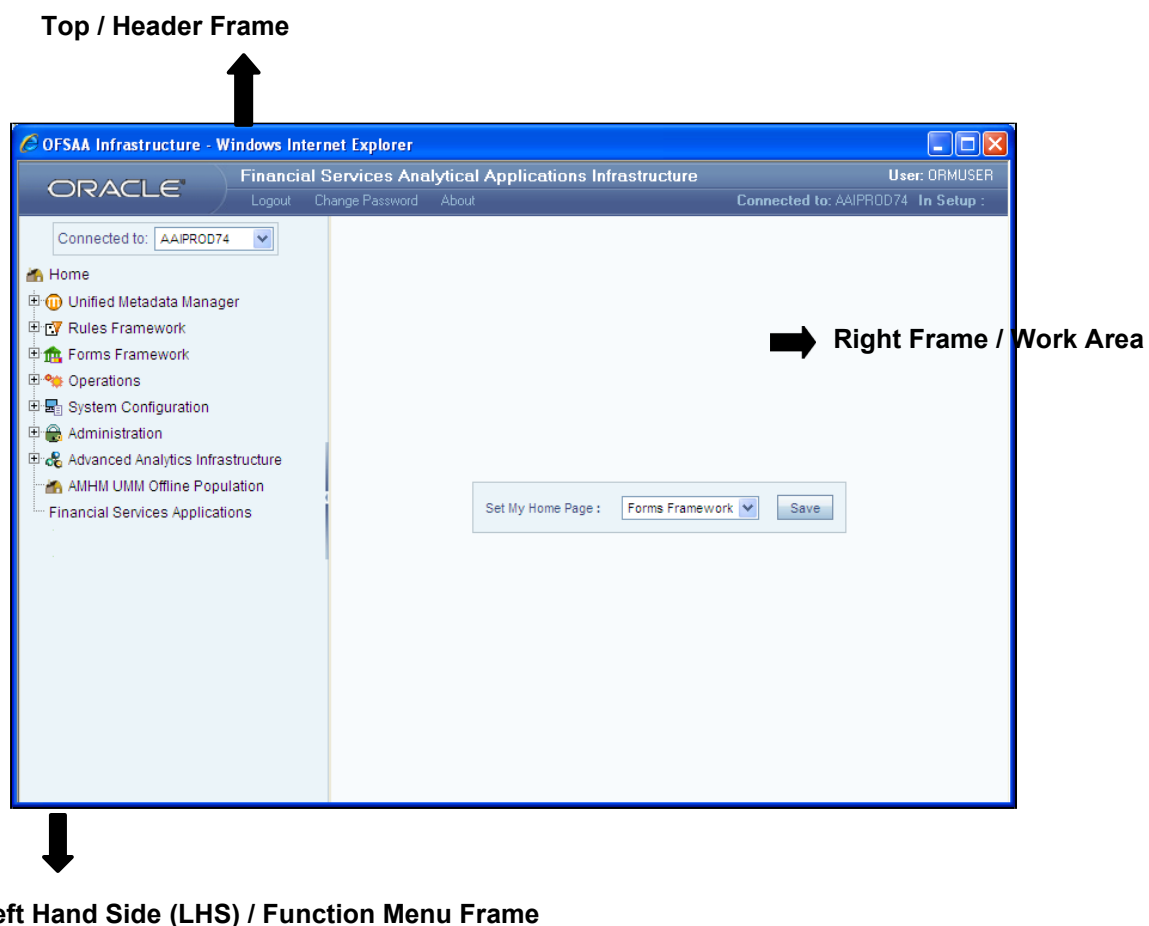 Top / Header Frame
OFSAA Infrastructure - Windows Internet Explorer
ORACLE
Financial Services Analytical Applications Infrastructure
User: ORMUSER
Logout Change Password About
Connected to: AAIPROD74 In Setup :
Connected to: AAIPROD74
Home
Unified Metadata Manager
Rules Framework
Right Frame / Work Area
Forms Framework
Operations
System Configuration
Administration
Advanced Analytics Infrastructure
AMHM UMM Offline Population
Financial Services Applications
Set My Home Page : Forms Framework Save
eft Hand Side (LHS) / Function Menu Frame